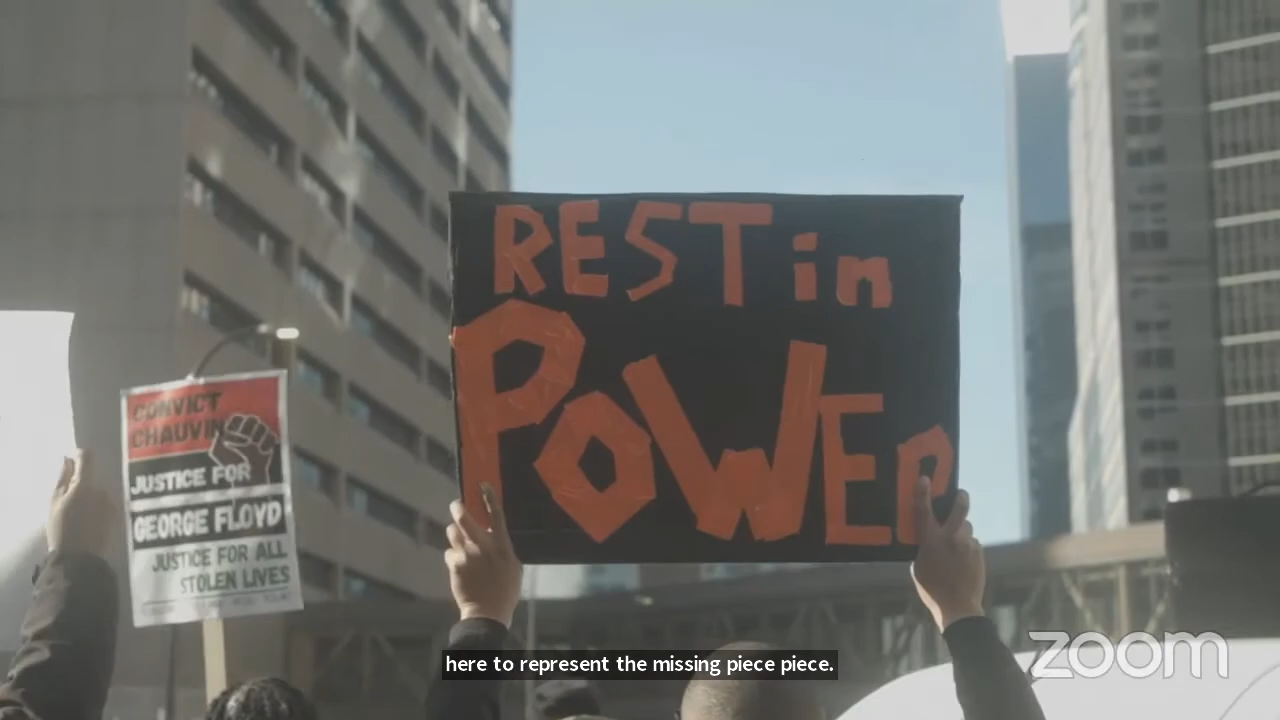 REST in
POWER
CONVICT
CHAUVIN
JUSTICE FOR
GEORGE FLOYD
JUSTICE FOR ALL
STOLEN LIVES
here to represent the missing piece piece.
zoom